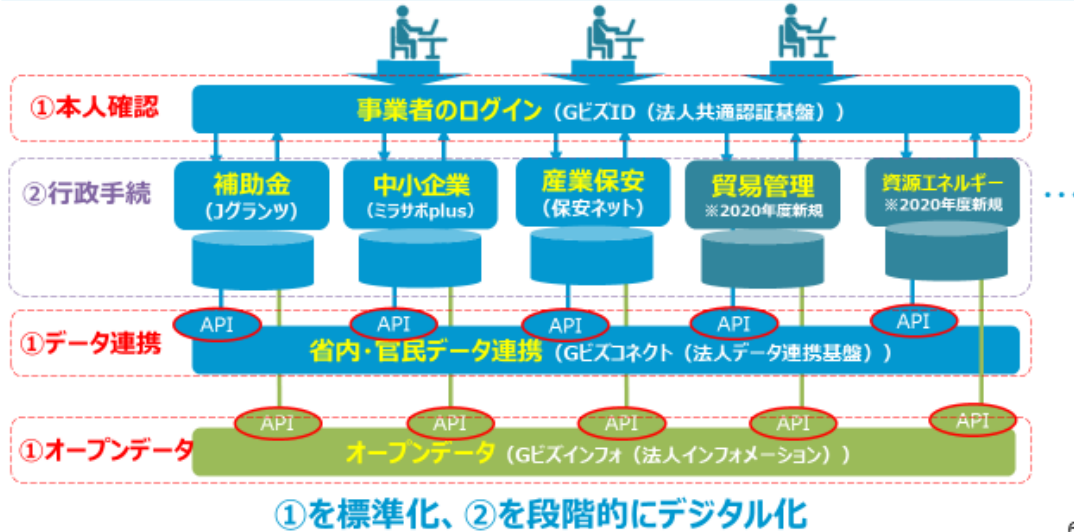 ①本人確認
事業者のログイン（GビズID（法人共通認証基盤））
②行政手続
補助金
（Jグランツ）
中小企業
（ミラサポplus）
産業保安
（保安ネット）
貿易管理
※2020年度新規
資源エネルギー
※2020年度新規
・・・
API
API
API
API
API
①データ連携
省内・官民データ連携（Gビズコネクト（法人データ連携基盤））
API
API
API
API
API
①オープンデータ
オープンデータ（Gビズインフォ（法人インフォメーション））
①を標準化、②を段階的にデジタル化